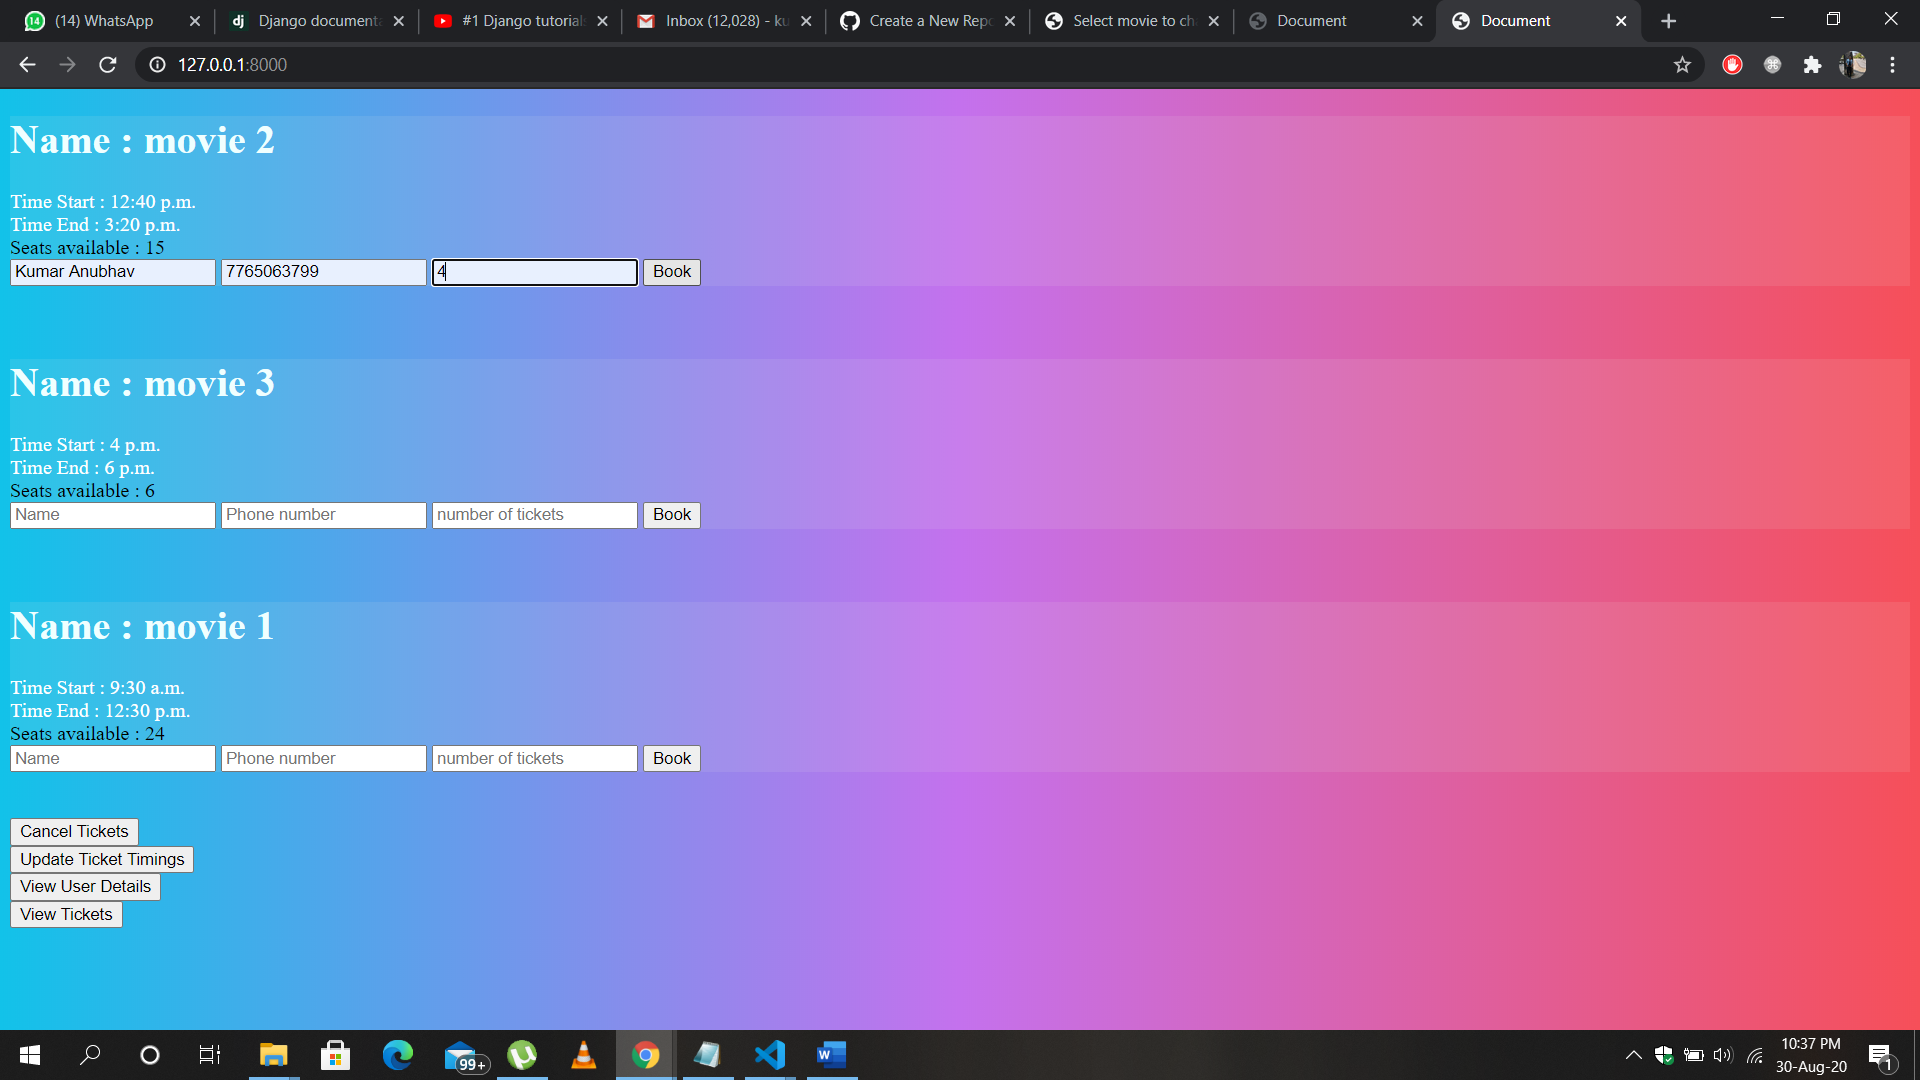 (14) WhatsApp
Django documenta
#1 Django tutorials
Inbox (12,028) - ku
Create a New Repo
Select movie to cha
Document
Document
127.0.0.1:8000
Name : movie 2
Time Start : 12:40 p.m.
Time End : 3:20 p.m.
Seats available : 15
Kumar Anubhav 7765063799 4 Book
Name : movie 3
Time Start : 4 p.m.
Time End : 6 p.m.
Seats available : 6
Name Phone number number of tickets Book
Name : movie 1
Time Start : 9:30 a.m.
Time End : 12:30 p.m.
Seats available : 24
Name Phone number number of tickets Book
Cancel Tickets
Update Ticket Timings
View User Details
View Tickets
99+
10:37 PM
30-Aug-20
1